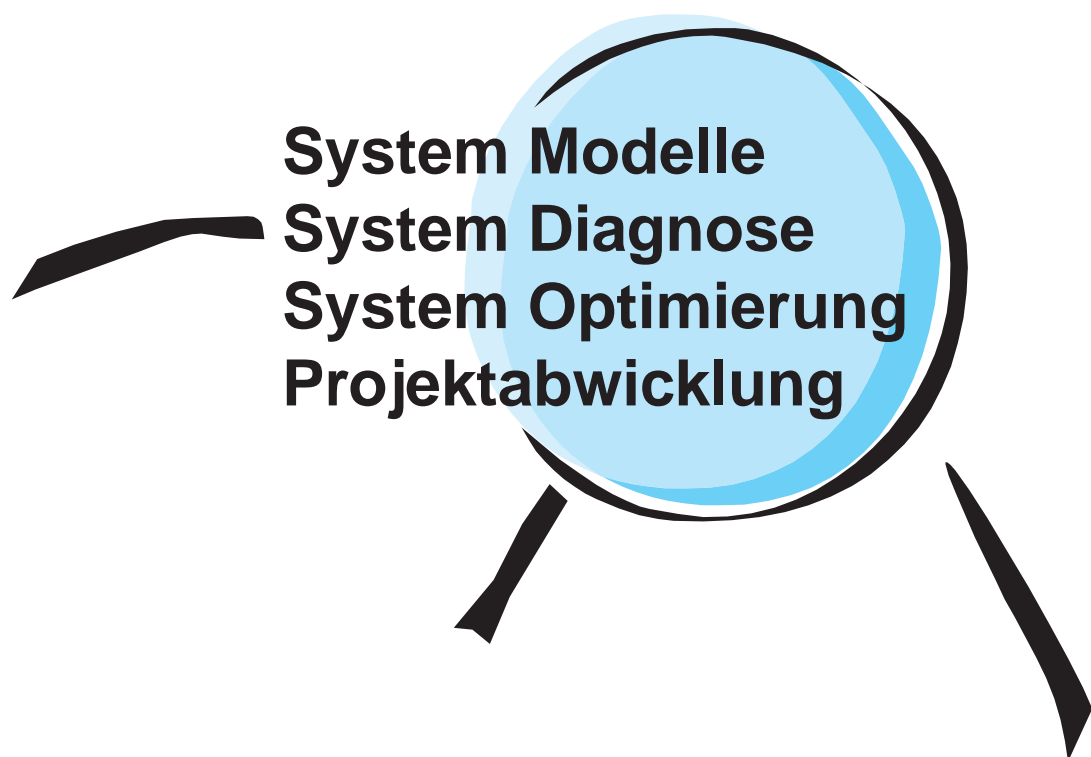 System Modelle
System Diagnose
System Optimierung
Projektabwicklung